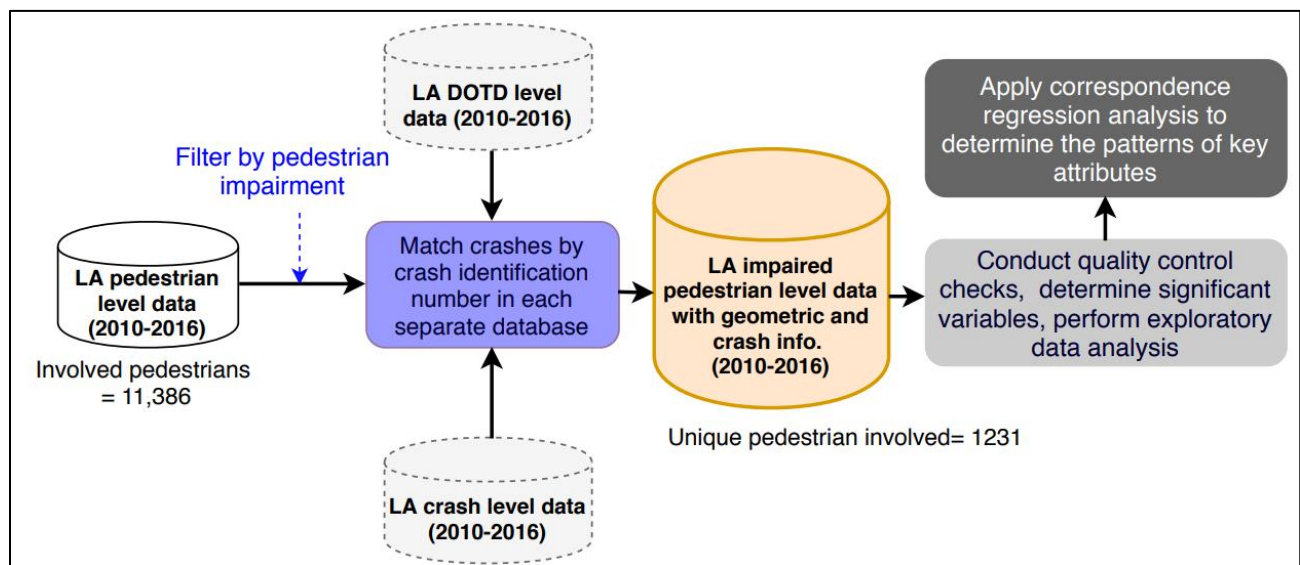 LA DOTD level
data (2010-2016)
Filter by pedestrian
impairment
LA pedestrian
level data
(2010-2016)
Involved pedestrians
= 11,386
Match crashes by
crash identification
number in each
separate database
LA crash level data
(2010-2016)
LA impaired
pedestrian level data
with geometric and
crash info.
(2010-2016)
Unique pedestrian involved= 1231
Apply correspondence
regression analysis to
determine the patterns of key
attributes
Conduct quality control
checks, determine significant
variables, perform exploratory
data analysis